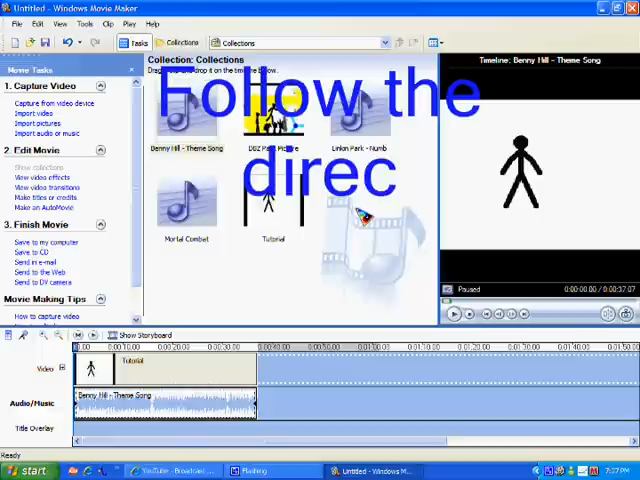 Untitled - Windows Movie Maker
File Edit View Tools Clip Play Help
Tasks Collections Collections
Movie Tasks
1. Capture Video
Capture from video device
Import video
Import pictures
Import audio or music
2. Edit Movie
Show collections
View video effects
View video transitions
Make titles or credits
Make an AutoMovie
3. Finish Movie
Save to my computer
Save to CD
Send in e-mail
Send to the Web
Send to DV camera
Movie Making Tips
How to capture video
Collection: Collections
Follow the
direc
Benny Hill - Theme Song
Linkin Park - Numb
Mortal Combat
Tutorial
Timeline: Benny Hill - Theme Song
Paused
0:00:00.00 / 0:00:37.07
Show Storyboard
Video
Tutorial
Audio/Music
Benny Hill - Theme Song
Title Overlay
Ready
start
YouTube - Broadcast
Flashing
Untitled - Windows M...
7:37 PM